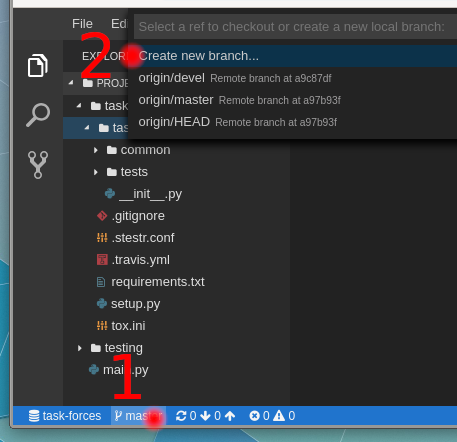 File
Ed
Select a ref to checkout or create a new local branch:
2
EXPLOR
Create new branch...
PROJE
origin/devel Remote branch at a9c87df
task
origin/master Remote branch at a97b93f
tas
origin/HEAD Remote branch at a97b93f
common
tests
__init__.py
.gitignore
.stestr.conf
.travis.yml
requirements.txt
setup.py
tox.ini
testing
1
main.py
task-forces
master
0 0
0 0